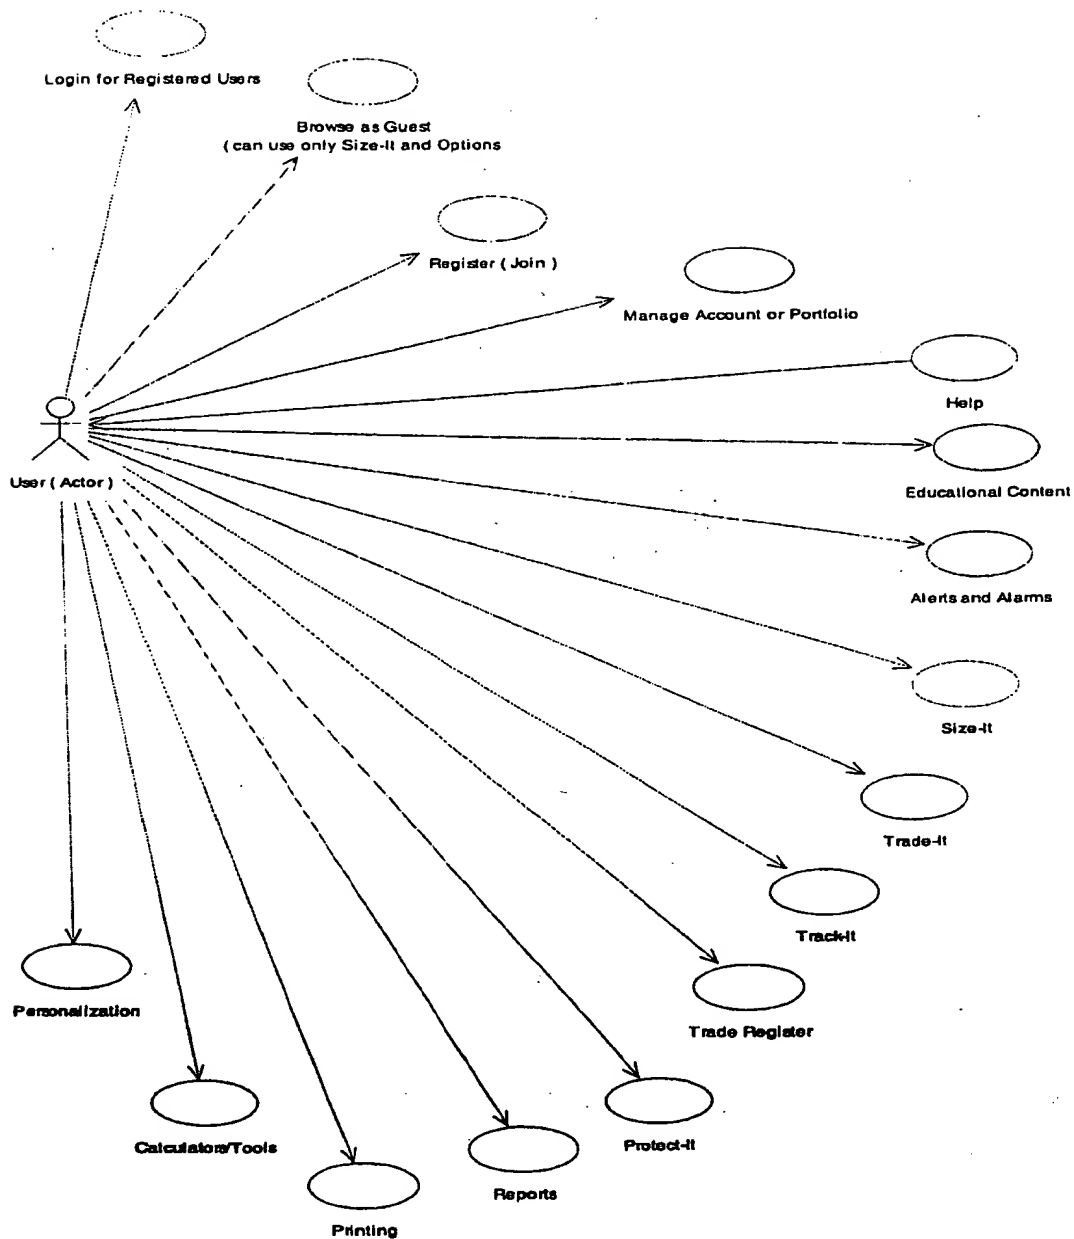 Login for Registered Users
Browse as Guest
( can use only Size-It and Options
Register ( Join )
Manage Account or Portfolio
Help
Educational Content
User ( Actor )
Alerts and Alarms
Size-It
Trade-It
Track-It
Personalization
Trade Register
Calculators/Tools
Protect-It
Reports
Printing